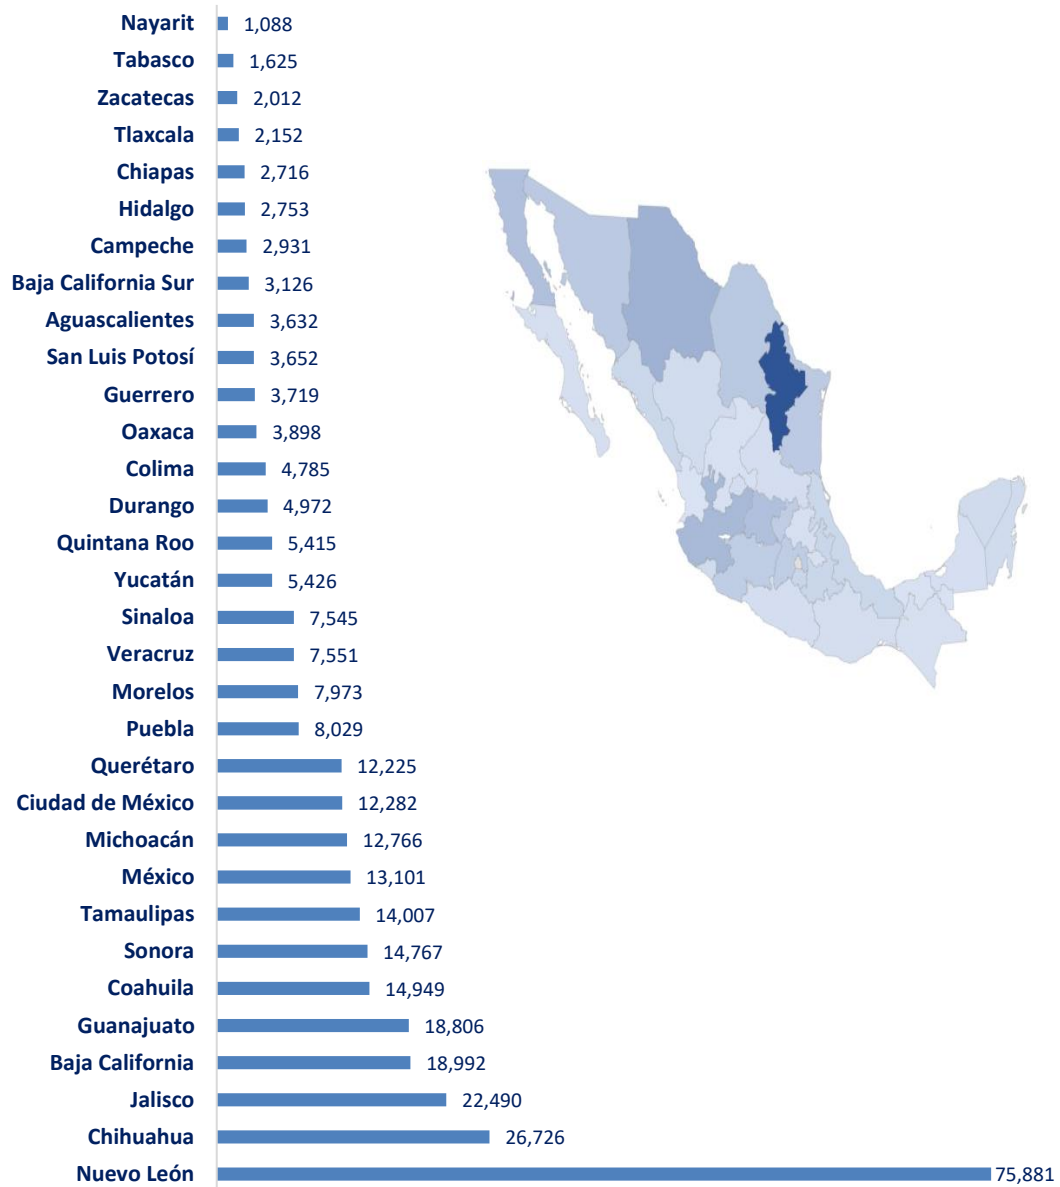 Nayarit 1,088
Tabasco 1,625
Zacatecas 2,012
Tlaxcala 2,152
Chiapas 2,716
Hidalgo 2,753
Campeche 2,931
Baja California Sur 3,126
Aguascalientes 3,632
San Luis Potosí 3,652
Guerrero 3,719
Oaxaca 3,898
Colima 4,785
Durango 4,972
Quintana Roo 5,415
Yucatán 5,426
Sinaloa 7,545
Veracruz 7,551
Morelos 7,973
Puebla 8,029
Querétaro 12,225
Ciudad de México 12,282
Michoacán 12,766
México 13,101
Tamaulipas 14,007
Sonora 14,767
Coahuila 14,949
Guanajuato 18,806
Baja California 18,992
Jalisco 22,490
Chihuahua 26,726
Nuevo León 75,881